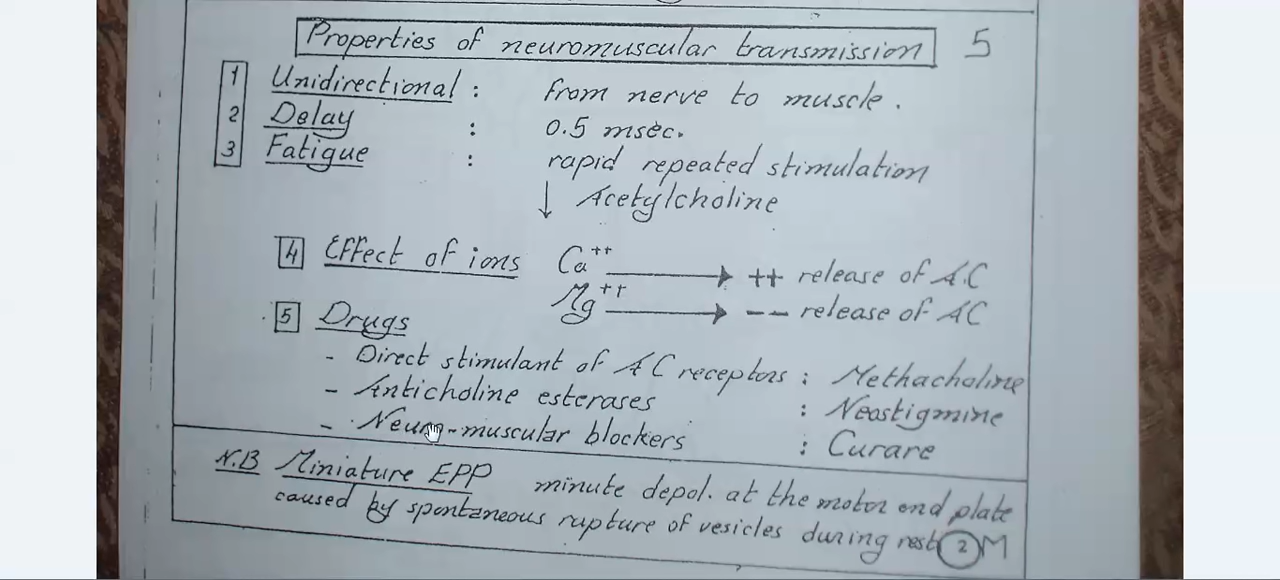 Properties of neuromuscular transmission 5
1 Unidirectional : from nerve to muscle.
2 Delay : 0.5 msec.
3 Fatigue : rapid repeated stimulation
↓ Acetylcholine
4 Effect of ions Ca++ → ++ release of A.C
Mg++ → -- release of AC
5 Drugs
- Direct stimulant of AC receptors : Methacholine
- Anticholine esterases : Neostigmine
- Neuro-muscular blockers : Curare
N.B Miniature EPP minute depol. at the motor end plate
caused by spontaneous rupture of vesicles during rest 2 M